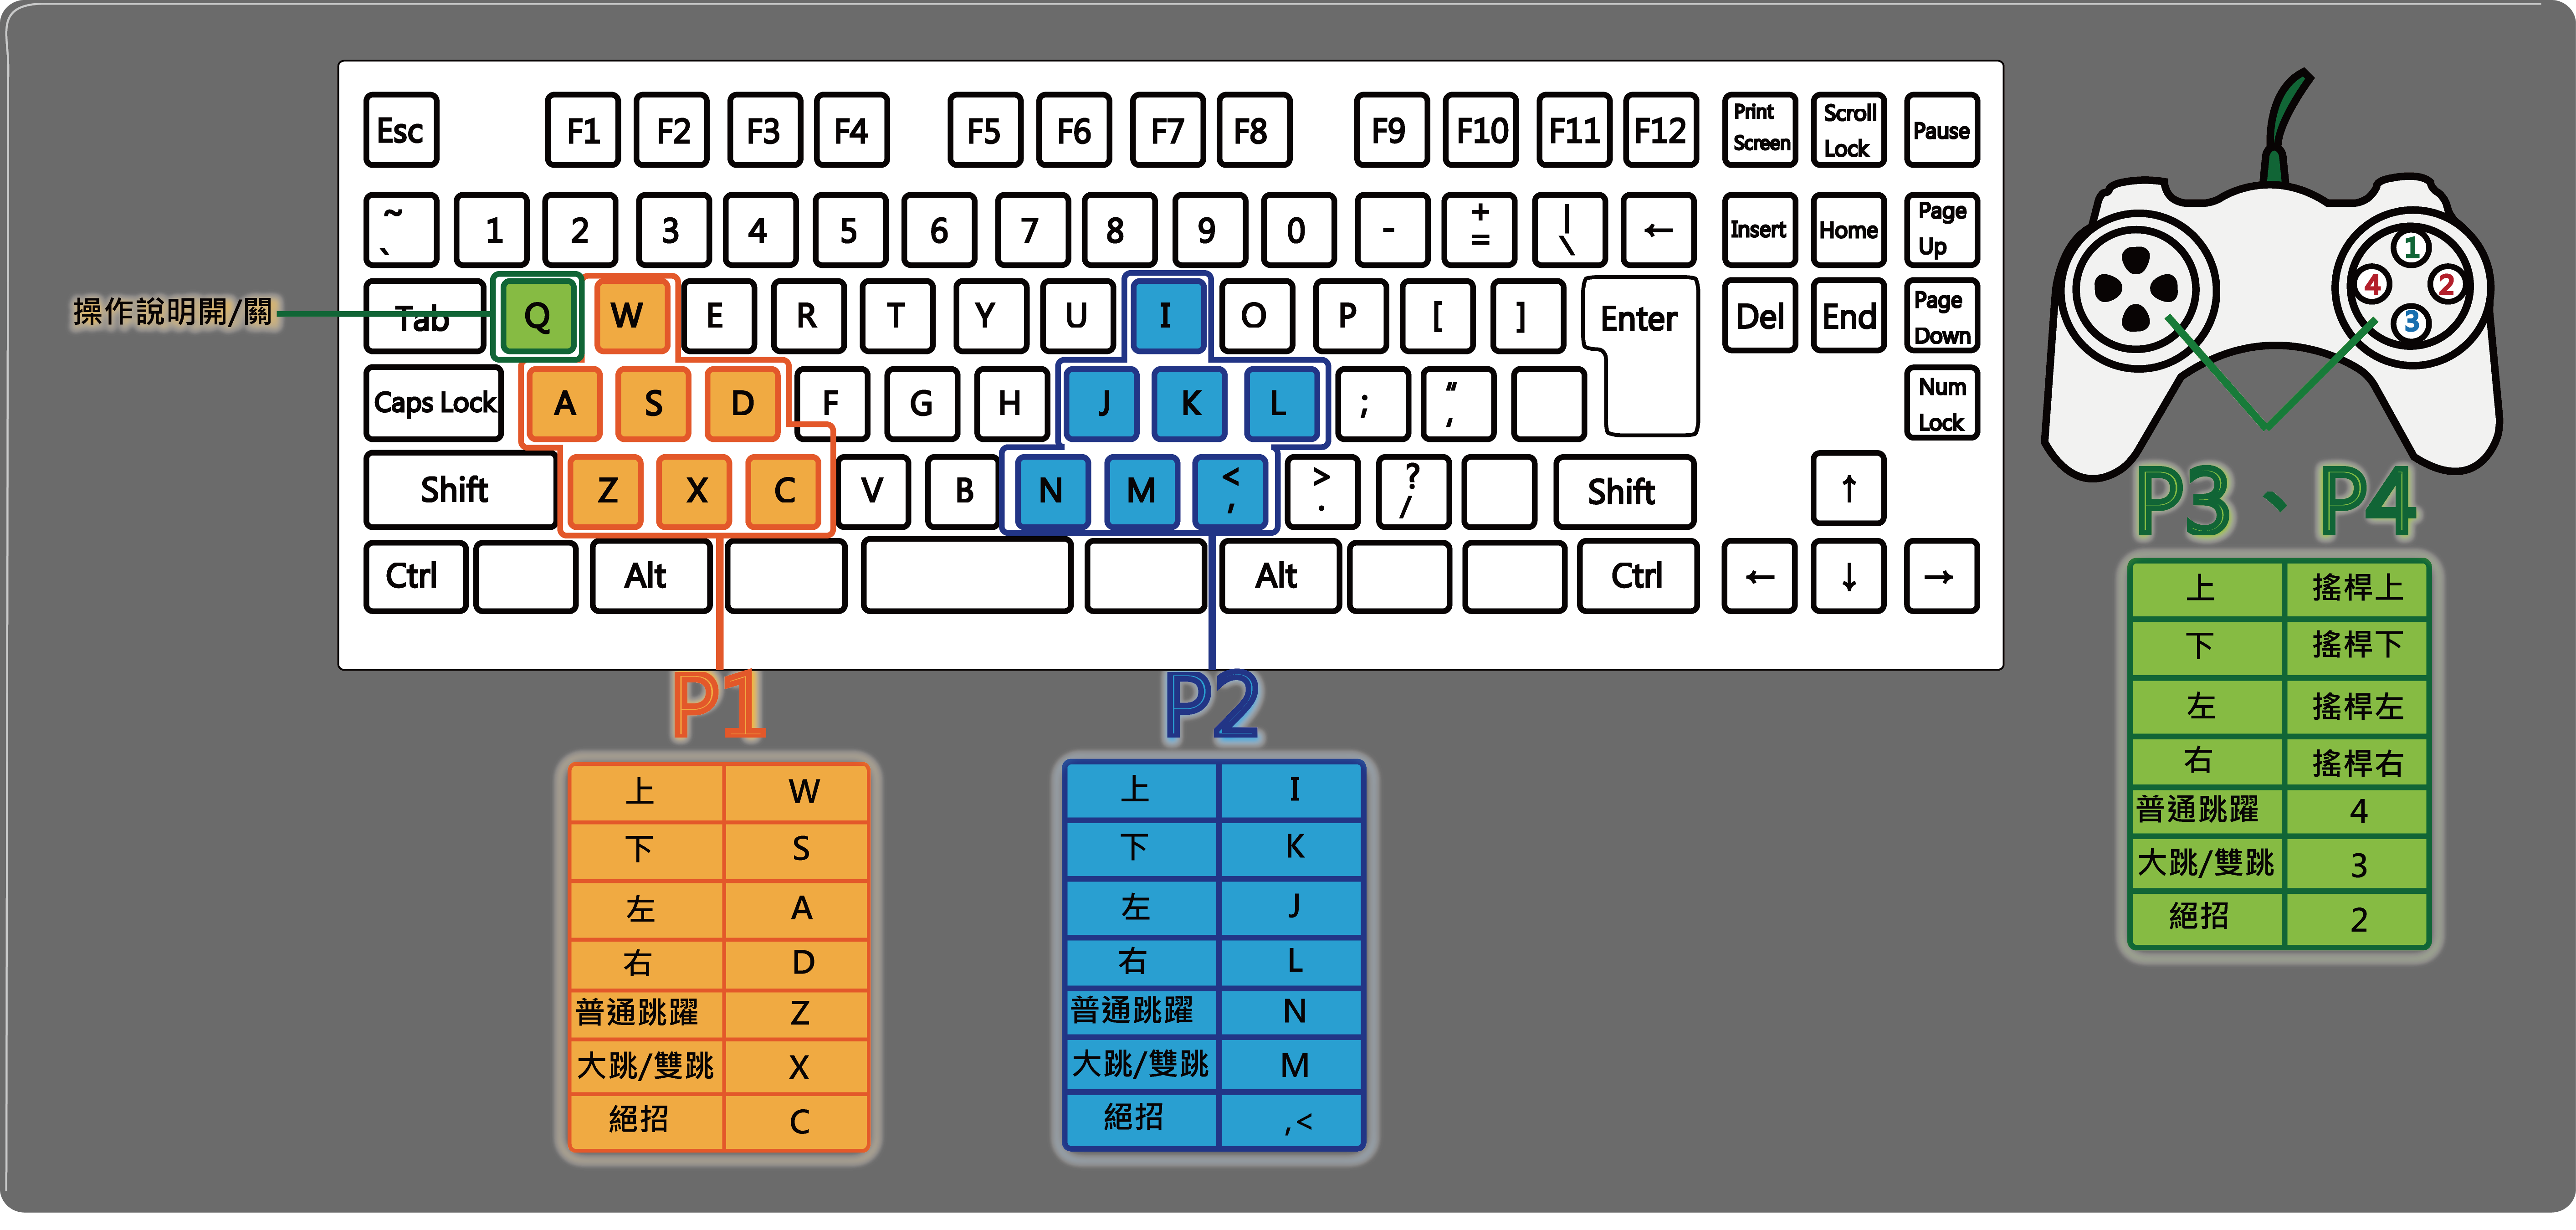 Esc F1 F2 F3 F4 F5 F6 F7 F8 F9 F10 F11 F12 Print Screen Scroll Lock Pause
~ ` 1 2 3 4 5 6 7 8 9 0 - + = | \ ← Insert Home Page Up
操作說明開/關 Tab Q W E R T Y U I O P [ ] Enter Del End Page Down
Caps Lock A S D F G H J K L ; “ , Num Lock
Shift Z X C V B N M < , > . ? / Shift ↑
Ctrl Alt Alt Ctrl ← ↓ →
1
4 2
3
P1
上 W
下 S
左 A
右 D
普通跳躍 Z
大跳/雙跳 X
絕招 C
P2
上 I
下 K
左 J
右 L
普通跳躍 N
大跳/雙跳 M
絕招 ,<
P3、P4
上 搖桿上
下 搖桿下
左 搖桿左
右 搖桿右
普通跳躍 4
大跳/雙跳 3
絕招 2